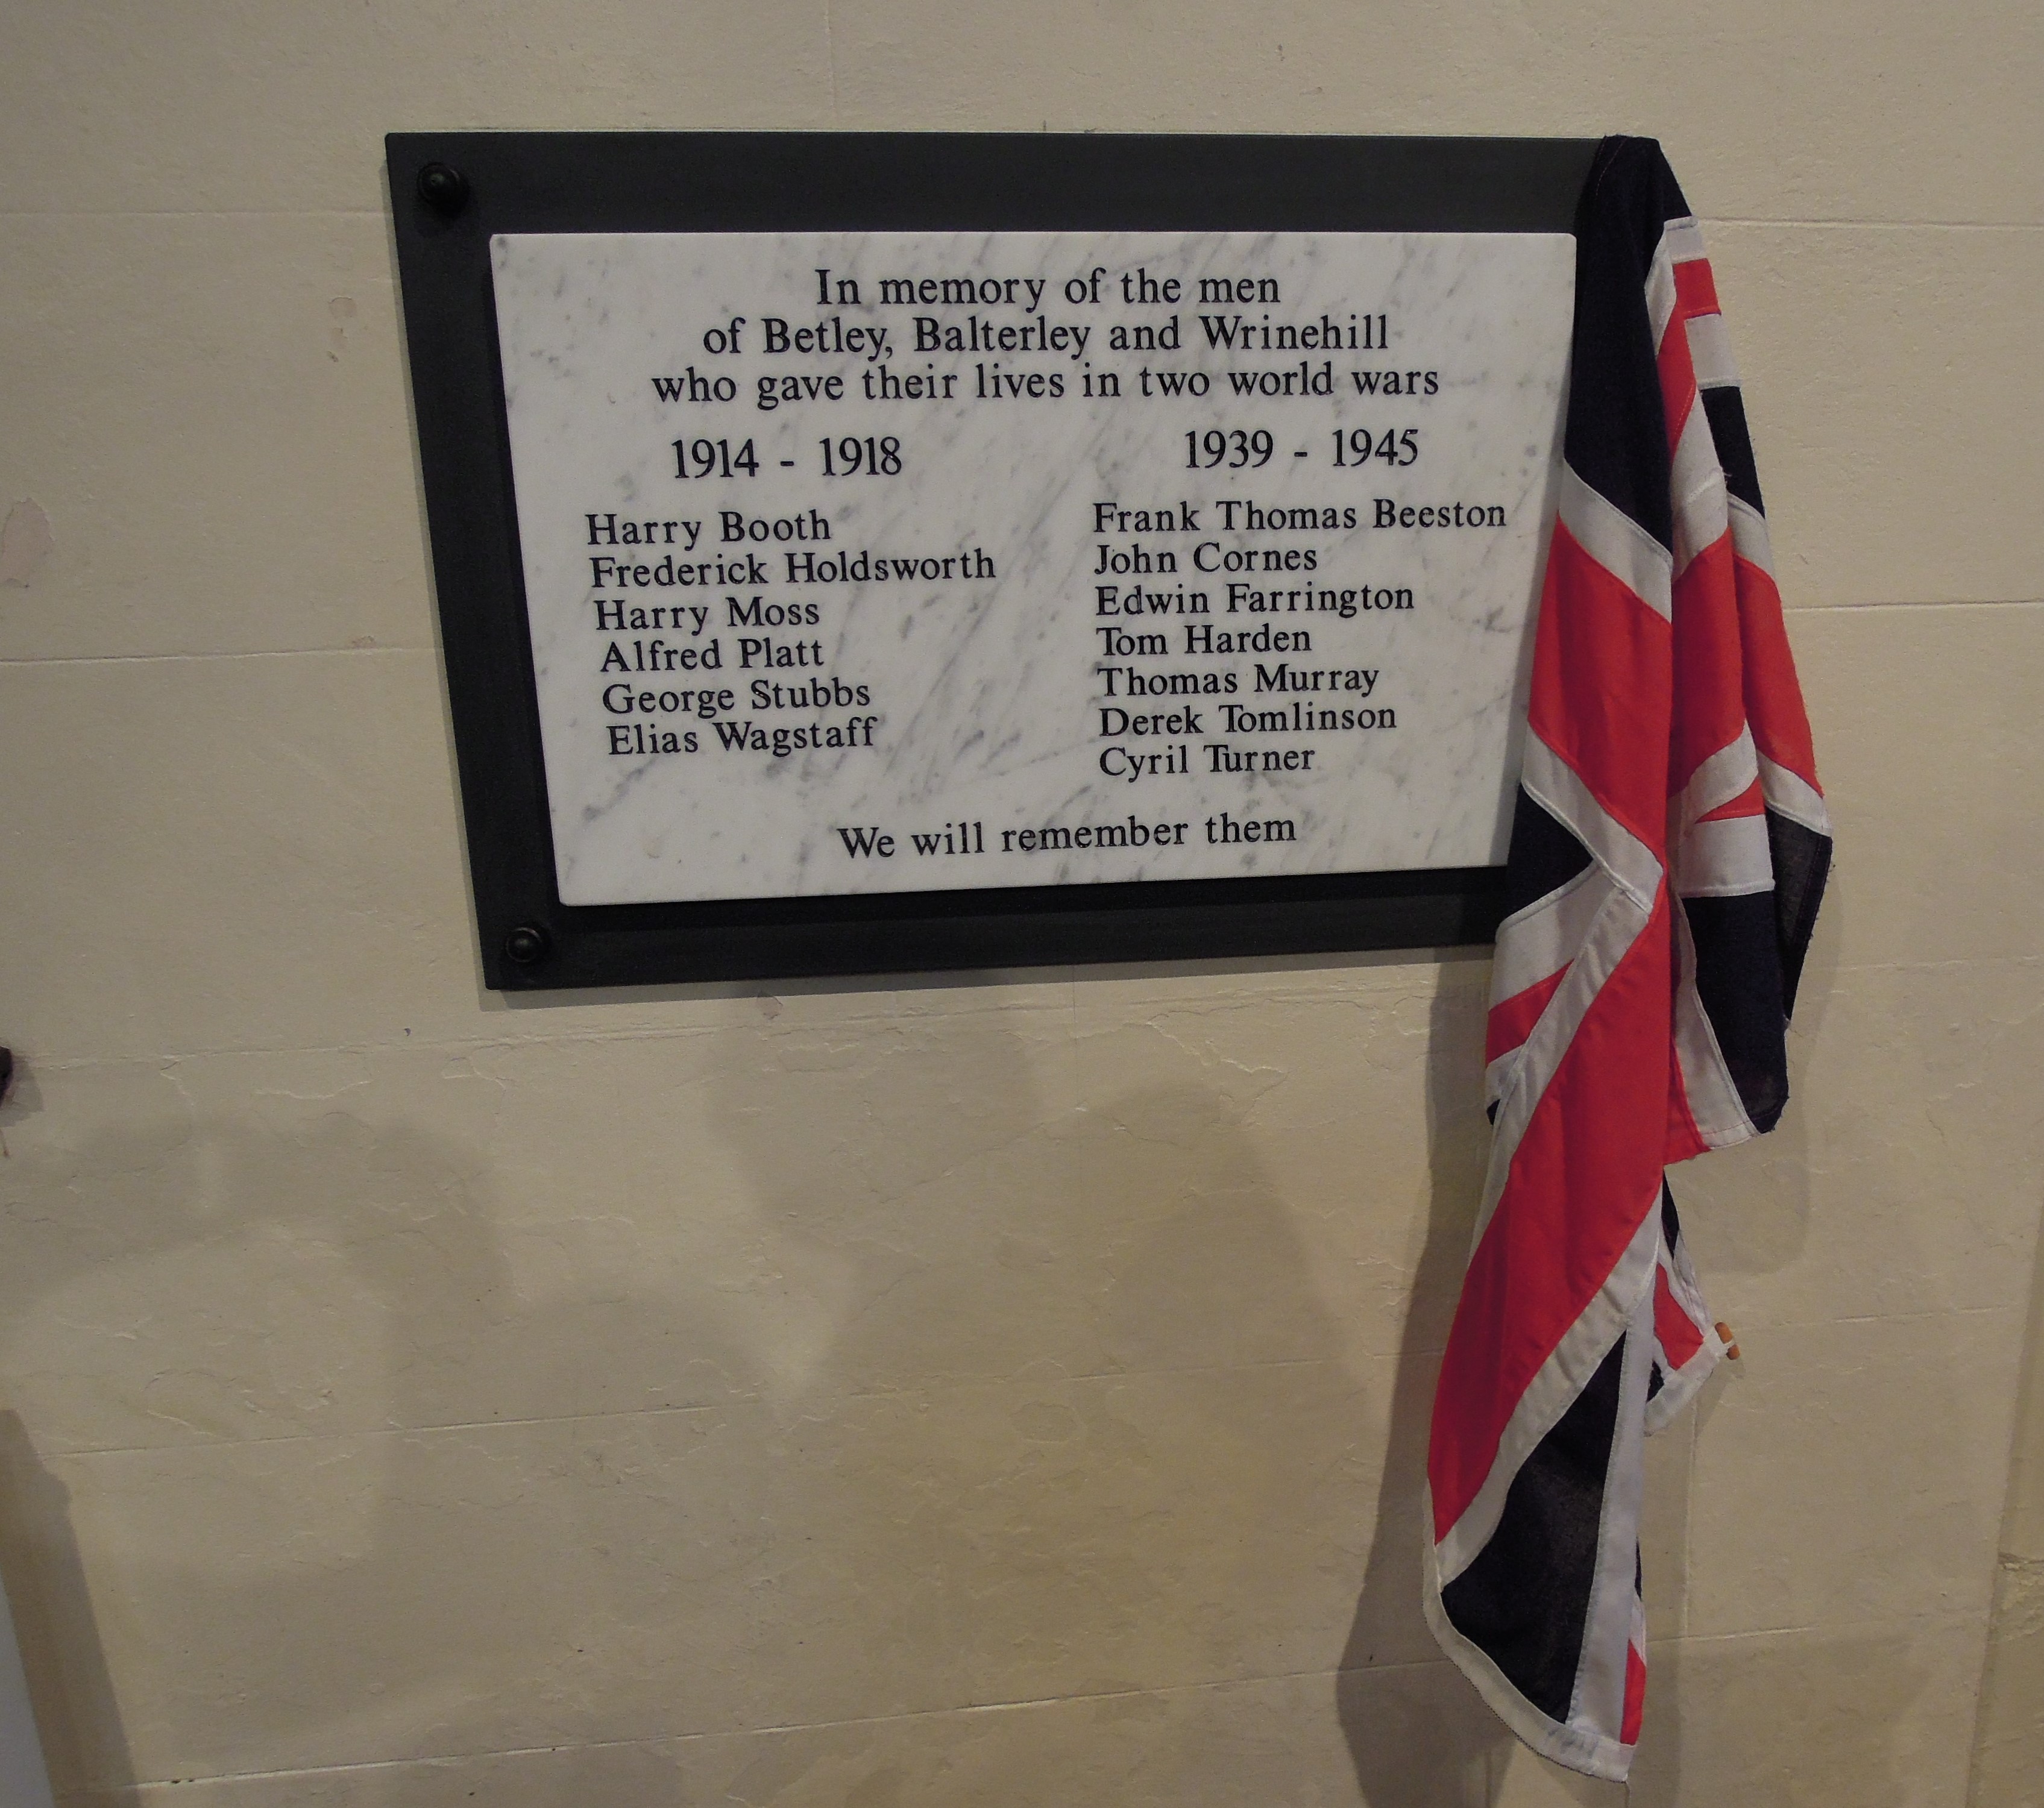 In memory of the men
of Betley, Balterley and Wrinehill
who gave their lives in two world wars
1914 - 1918
Harry Booth
Frederick Holdsworth
Harry Moss
Alfred Platt
George Stubbs
Elias Wagstaff
1939 - 1945
Frank Thomas Beeston
John Cornes
Edwin Farrington
Tom Harden
Thomas Murray
Derek Tomlinson
Cyril Turner
We will remember them